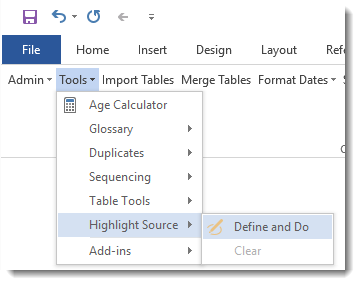 File Home Insert Design Layout Refe
Admin Tools Import Tables Merge Tables Format Dates S
Age Calculator
Glossary
Duplicates
Sequencing
Table Tools
Highlight Source Define and Do
Add-ins Clear